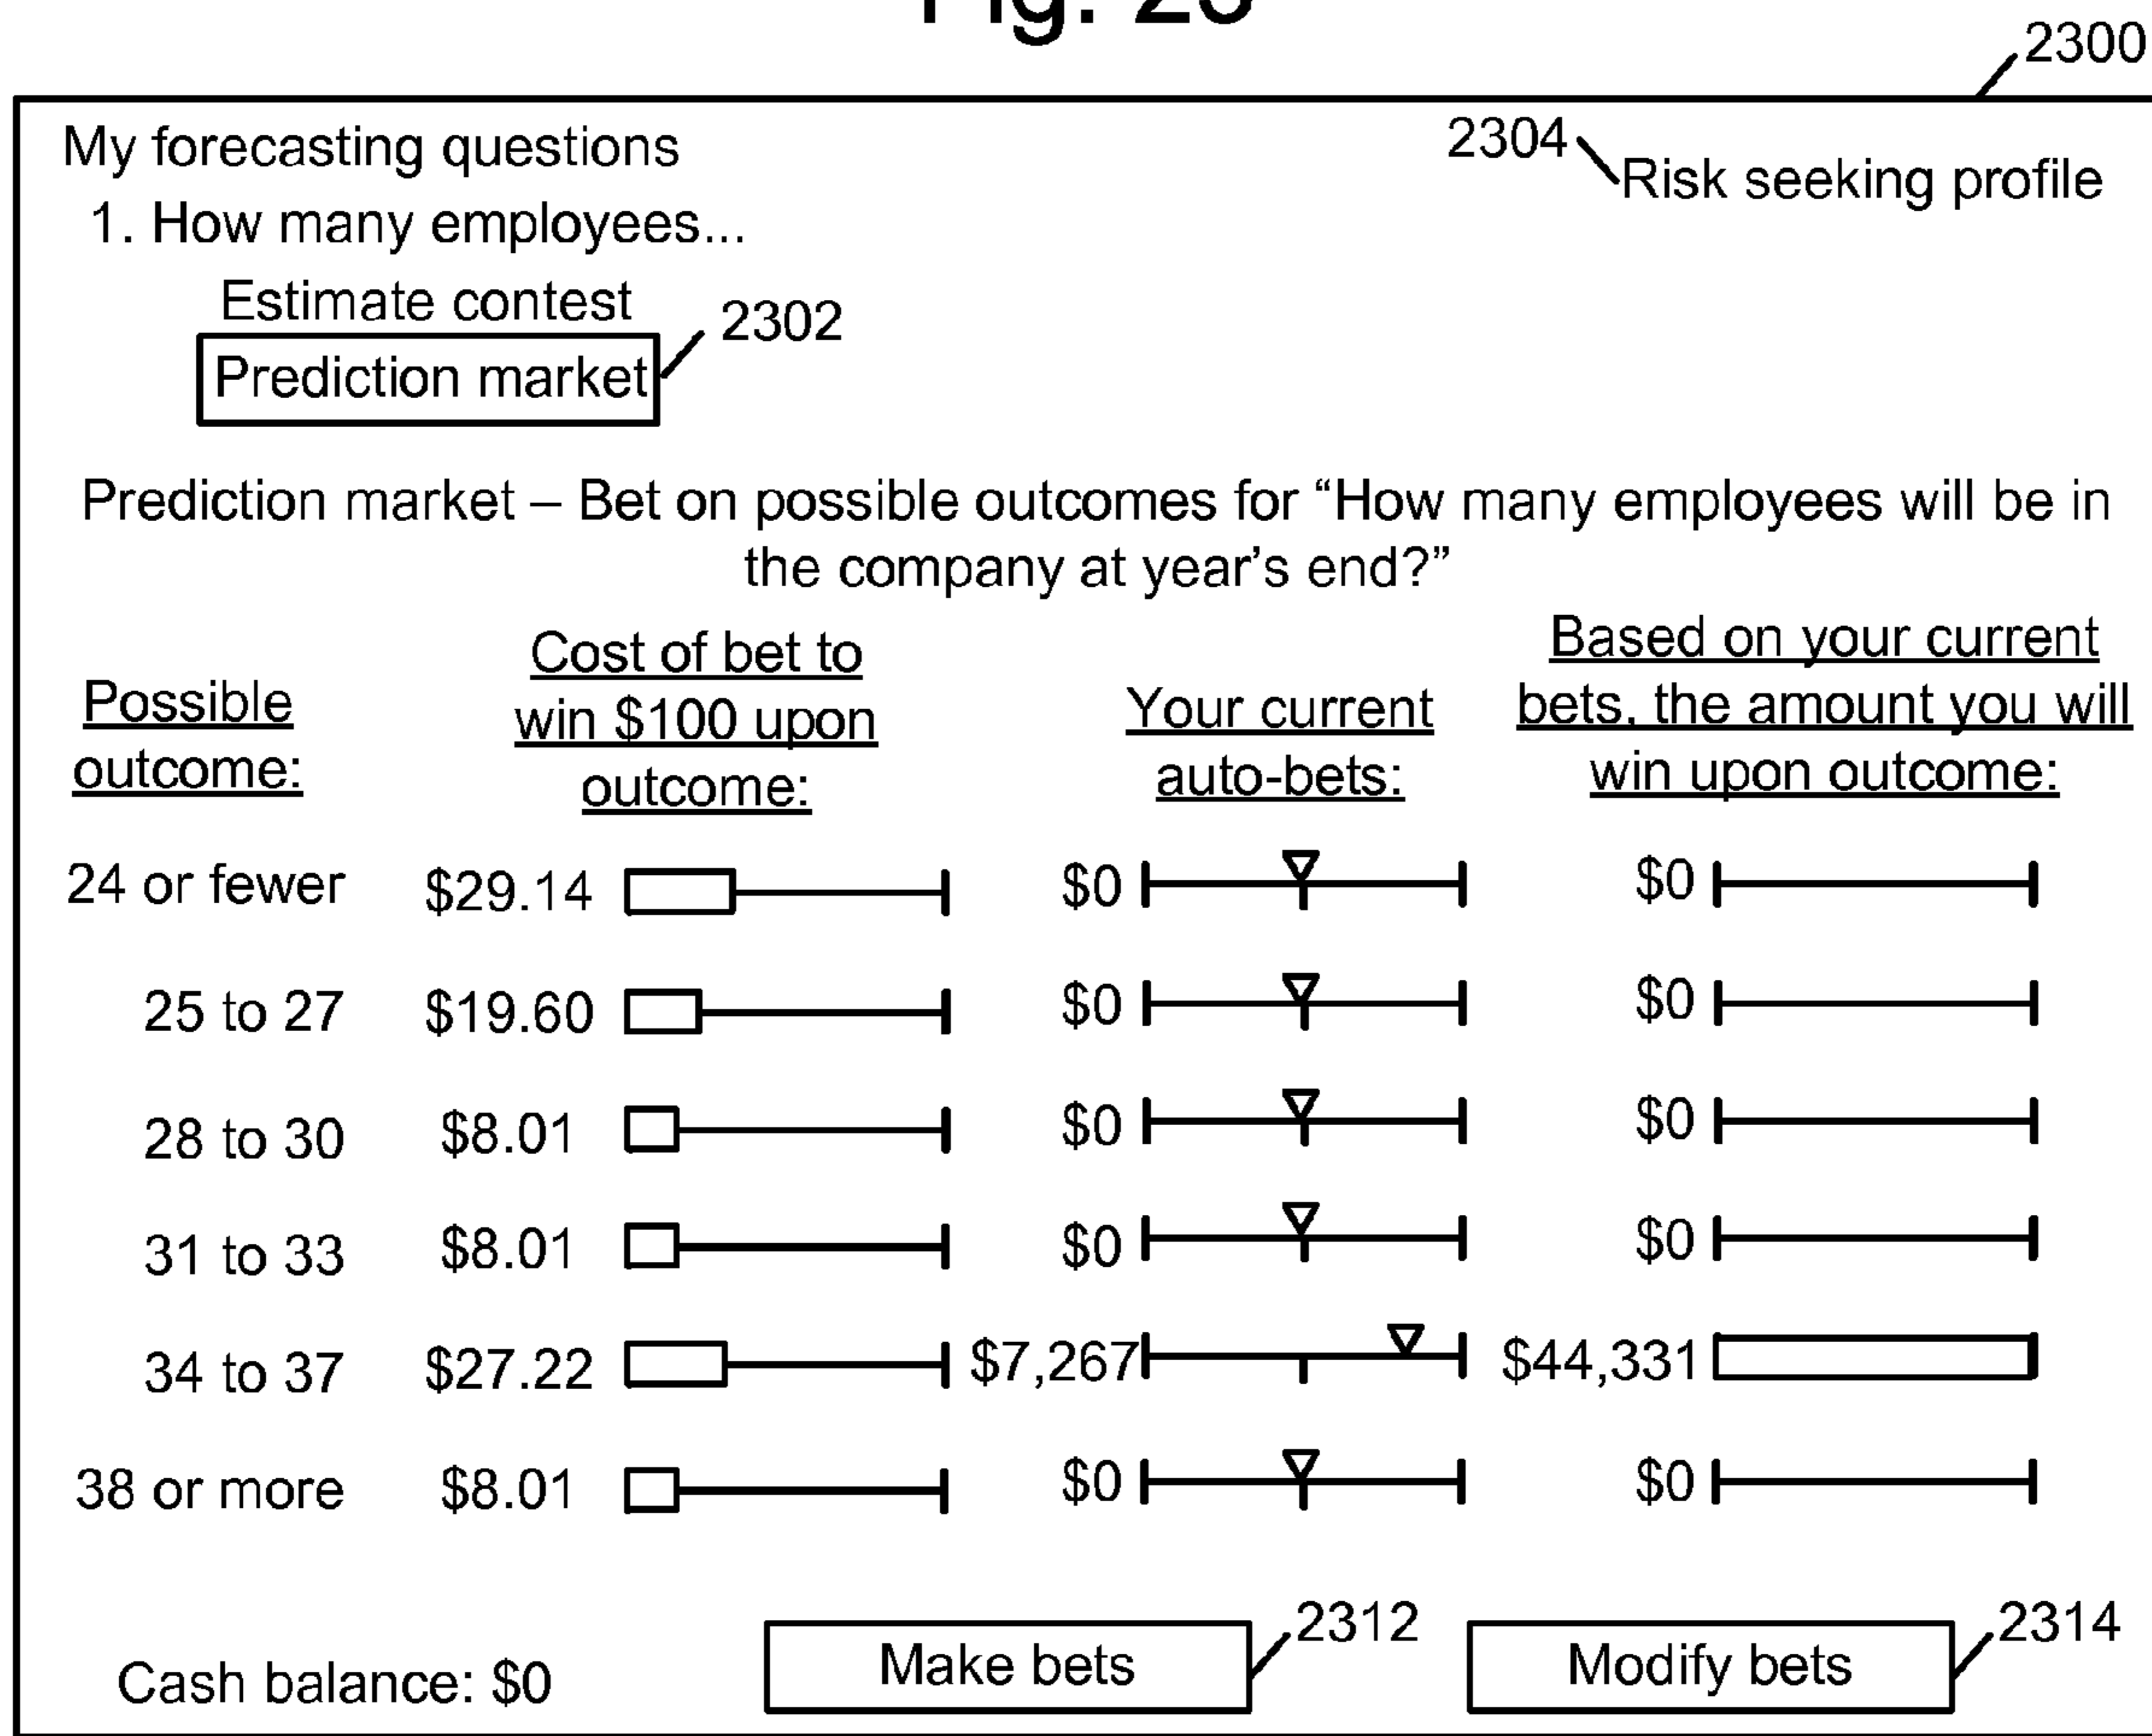 Fig. 23
2300
My forecasting questions
2304
Risk seeking profile
1. How many employees...
Estimate contest
2302
Prediction market
Prediction market – Bet on possible outcomes for “How many employees will be in
the company at year’s end?”
Possible
outcome:
Cost of bet to
win $100 upon
outcome:
Your current
auto-bets:
Based on your current
bets, the amount you will
win upon outcome:
24 or fewer $29.14 $0 $0
25 to 27 $19.60 $0 $0
28 to 30 $8.01 $0 $0
31 to 33 $8.01 $0 $0
34 to 37 $27.22 $7,267 $44,331
38 or more $8.01 $0 $0
Cash balance: $0
Make bets
2312
Modify bets
2314